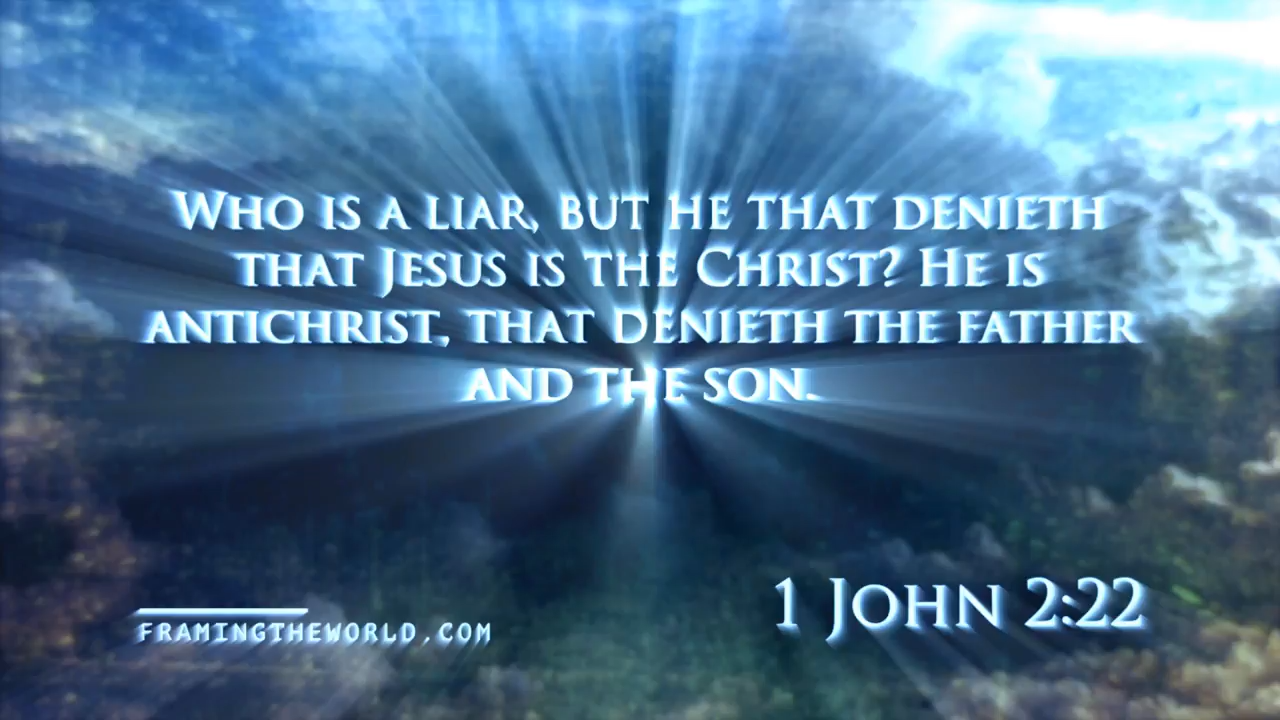 Who is a liar, but he that denieth
that Jesus is the Christ? He is
antichrist, that denieth the father
and the son.
1 John 2:22
FRAMINGTHEWORLD.COM